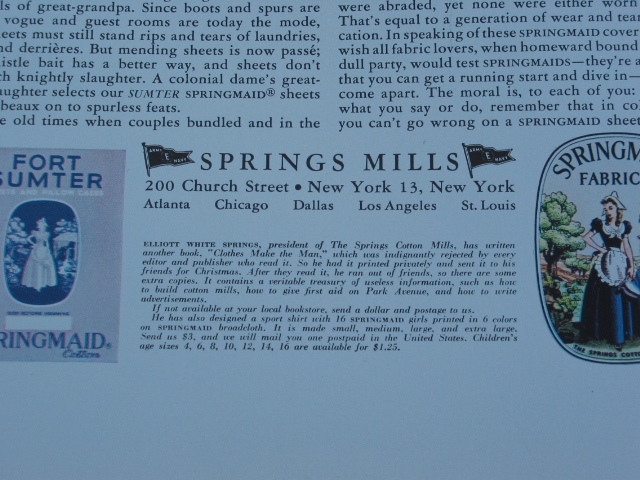 ls of great-grandpa. Since boots and spurs are
vogue and guest rooms are today the mode,
eets must still stand rips and tears of laundries,
nd derrières. But mending sheets is now passé;
istle bait has a better way, and sheets don't
ch knightly slaughter. A colonial dame's great-
aughter selects our SUMTER SPRINGMAID® sheets
beaux on to spurless feats.
e old times when couples bundled and in the
were abraded, yet none either worn
That's equal to a generation of wear and tear
cation. In speaking of these SPRINGMAID cover
wish all fabric lovers, when homeward bound
dull party, would test SPRINGMAIDS—they're a
that you can get a running start and dive in—
come apart. The moral is, to each of you:
what you say or do, remember that in co
you can't go wrong on a SPRINGMAID sheet
FORT
SUMTER
SHEETS AND PILLOW CASES
RINGMAID®
Cotton
ARMY E NAVY
SPRINGS MILLS
ARMY E NAVY
200 Church Street • New York 13, New York
Atlanta Chicago Dallas Los Angeles St. Louis
ELLIOTT WHITE SPRINGS, president of The Springs Cotton Mills, has written
another book, "Clothes Make the Man," which was indignantly rejected by every
editor and publisher who read it. So he had it printed privately and sent it to his
friends for Christmas. After they read it, he ran out of friends, so there are some
extra copies. It contains a veritable treasury of useless information, such as how
to build cotton mills, how to give first aid on Park Avenue, and how to write
advertisements.
If not available at your local bookstore, send a dollar and postage to us.
He has also designed a sport shirt with 16 SPRINGMAID girls printed in 6 colors
on SPRINGMAID broadcloth. It is made small, medium, large, and extra large.
Send us $3, and we will mail you one postpaid in the United States. Children's
age sizes 4, 6, 8, 10, 12, 14, 16 are available for $1.25.
SPRINGM
FABRIC
THE SPRINGS COTTO